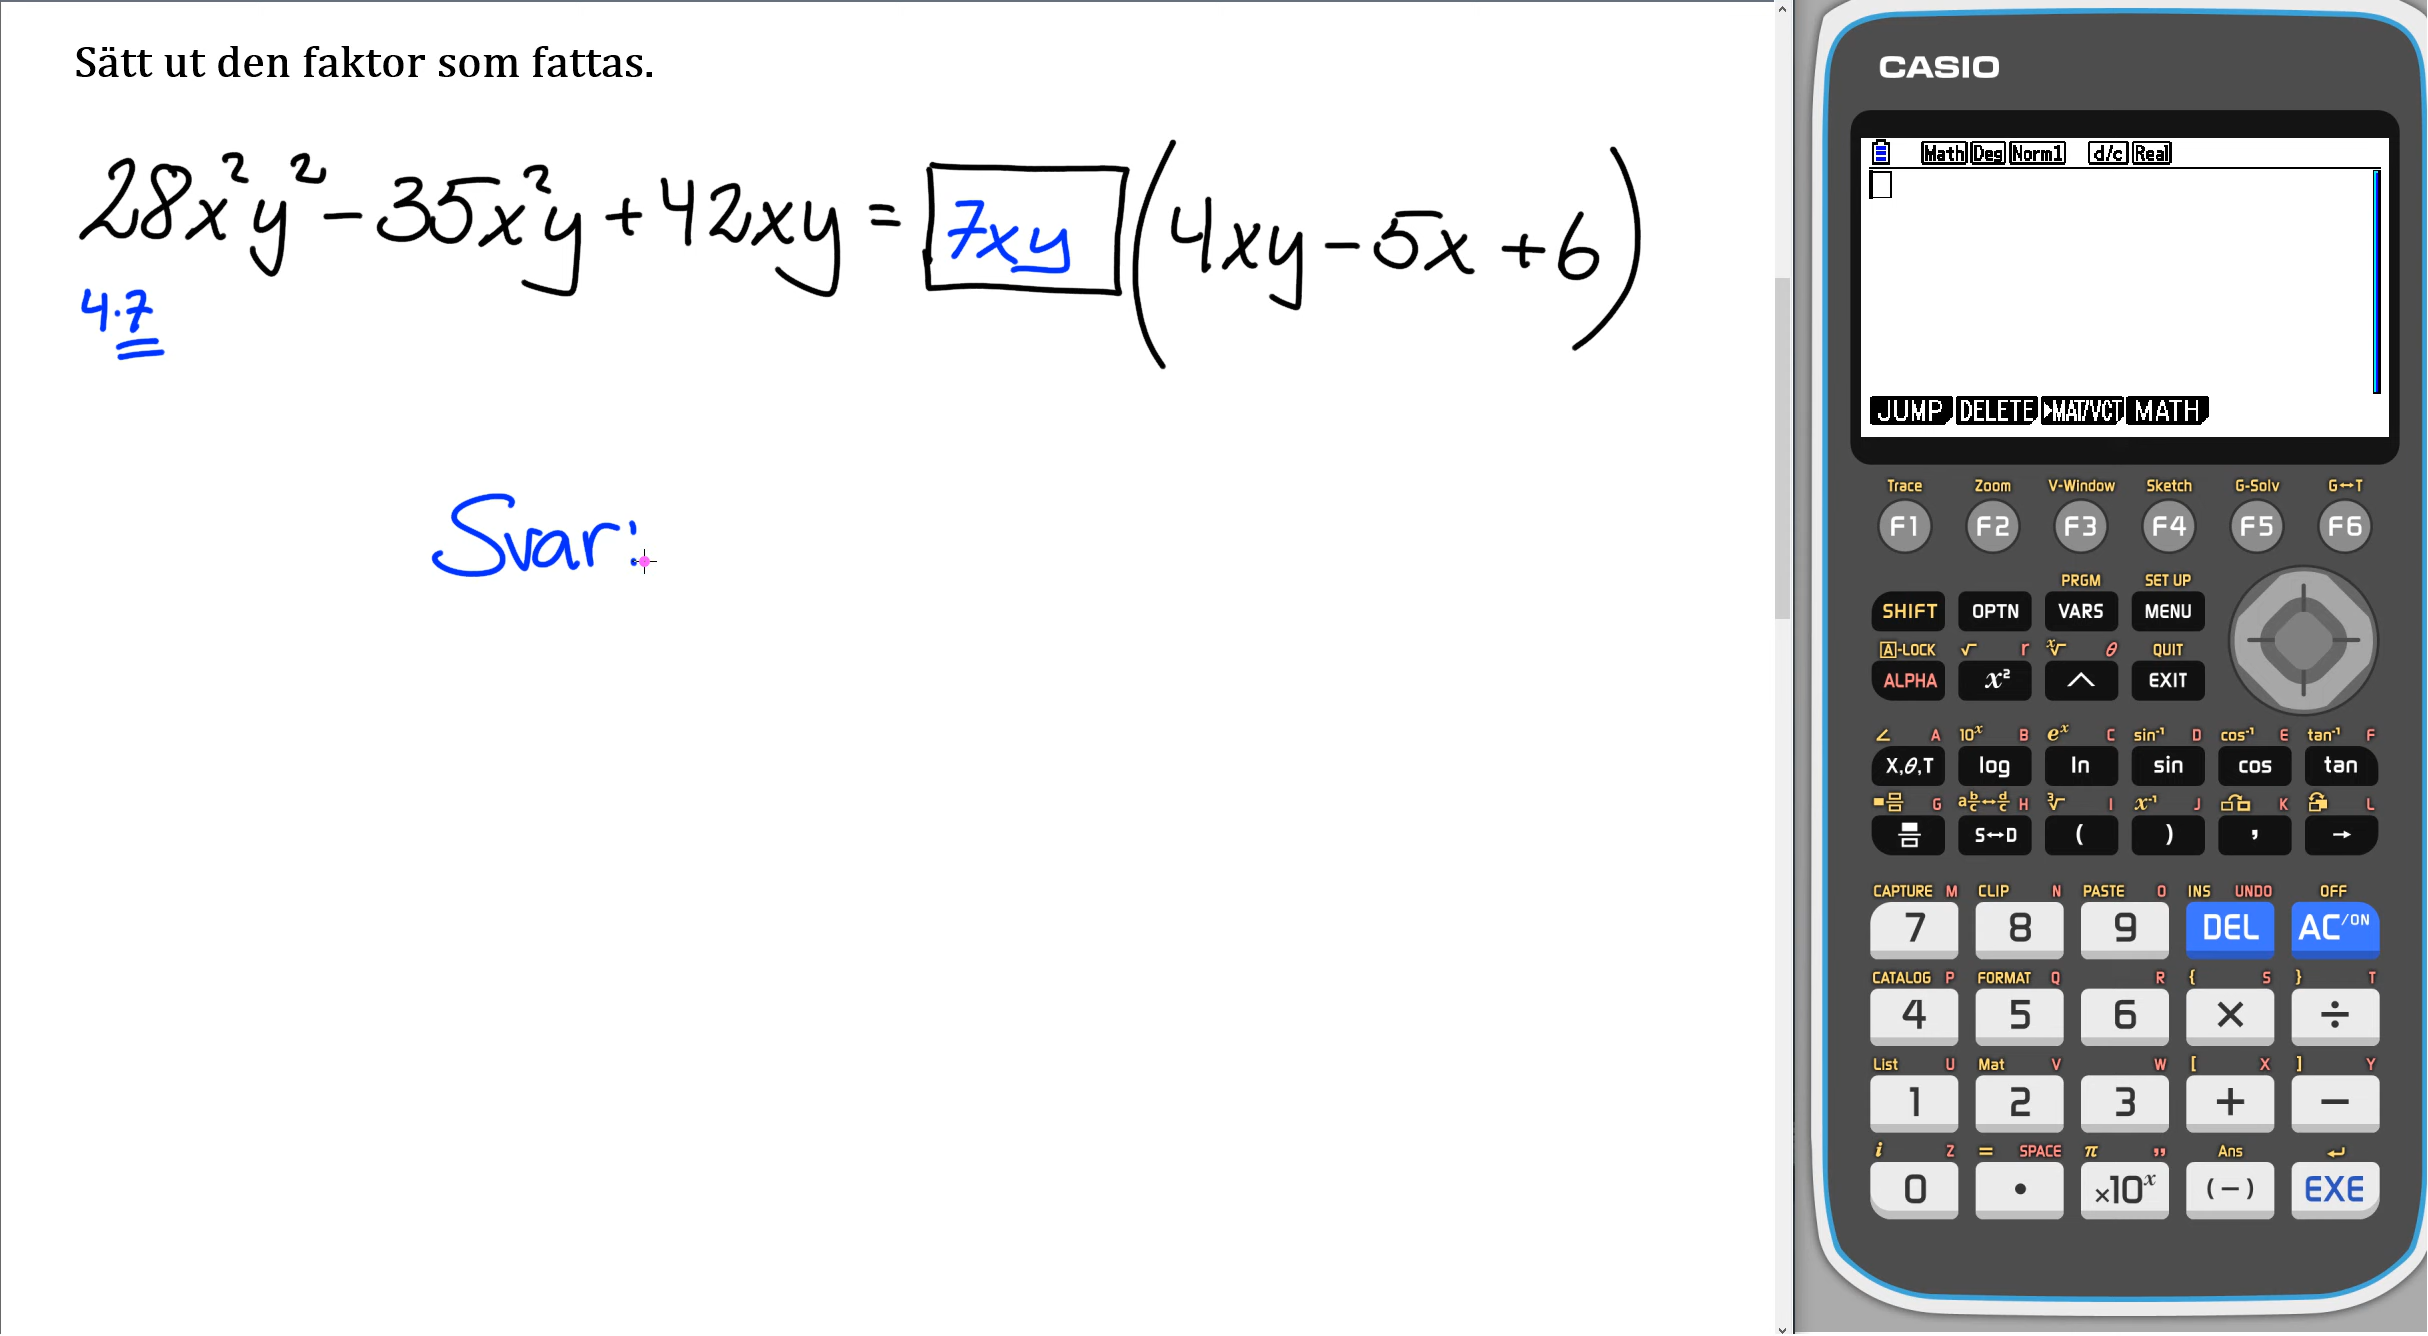 Sätt ut den faktor som fattas.
28x²y² - 35x²y + 42xy = 7xy (4xy - 5x + 6)
4·7
Svar:
CASIO
Math Deg Norm1 d/c Real
JUMP DELETE ►MAT/VCT MATH
Trace Zoom V-Window Sketch G-Solv G↔T
F1 F2 F3 F4 F5 F6
PRGM SET UP
SHIFT OPTN VARS MENU
A-LOCK √ r ˣ√ θ QUIT
ALPHA x² ^ EXIT
∠ A 10ˣ B eˣ C sin⁻¹ D cos⁻¹ E tan⁻¹ F
X,θ,T log ln sin cos tan
G a b/c↔d/c H ³√ I x⁻¹ J K L
S↔D ( ) , →
CAPTURE M CLIP N PASTE O INS UNDO OFF
7 8 9 DEL AC/ON
CATALOG P FORMAT Q R { S } T
4 5 6 × ÷
List U Mat V W [ X ] Y
1 2 3 + −
i Z = SPACE π " Ans ↵
0 • ×10ˣ (−) EXE